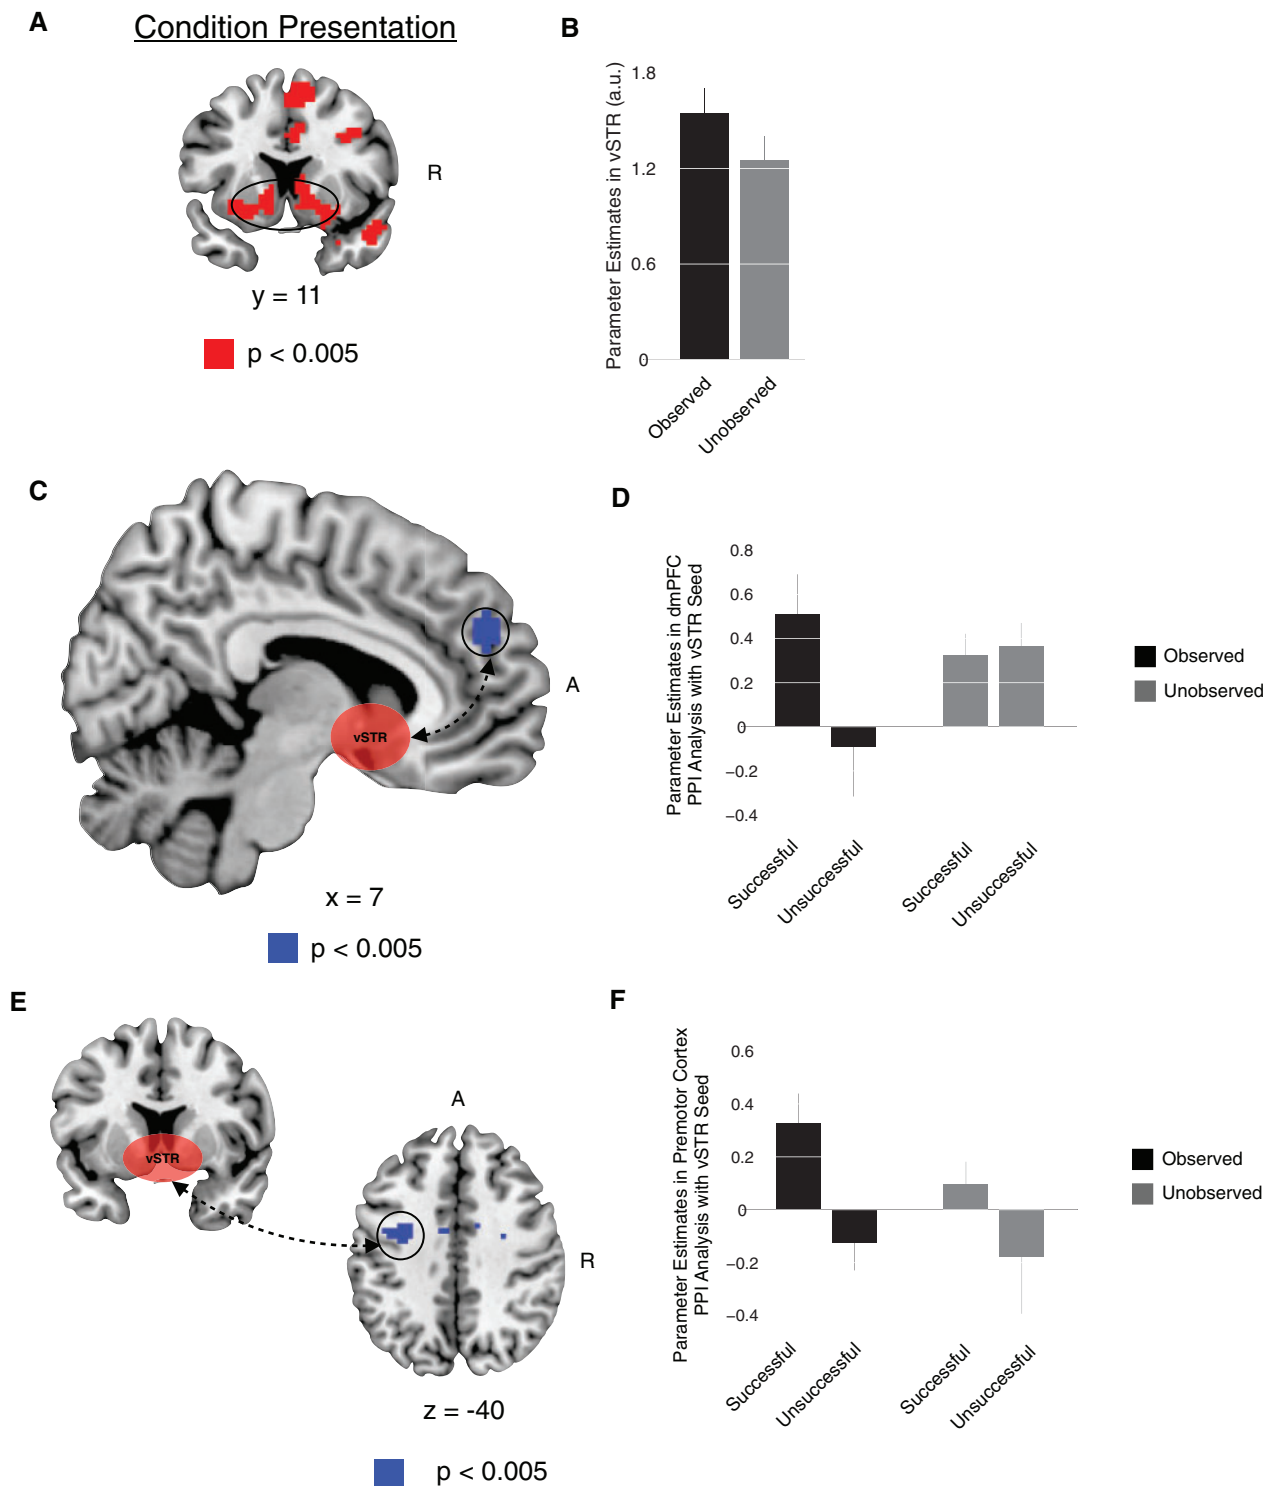 A
Condition Presentation
R
y = 11
p < 0.005
B
Parameter Estimates in vSTR (a.u.)
1.8
1.2
0.6
0
Observed
Unobserved
C
A
vSTR
x = 7
p < 0.005
D
Parameter Estimates in dmPFC
PPI Analysis with vSTR Seed
0.8
0.6
0.4
0.2
0
−0.2
−0.4
Successful
Unsuccessful
Successful
Unsuccessful
Observed
Unobserved
E
vSTR
A
R
z = -40
p < 0.005
F
Parameter Estimates in Premotor Cortex
PPI Analysis with vSTR Seed
0.6
0.4
0.2
0
−0.2
−0.4
Successful
Unsuccessful
Successful
Unsuccessful
Observed
Unobserved